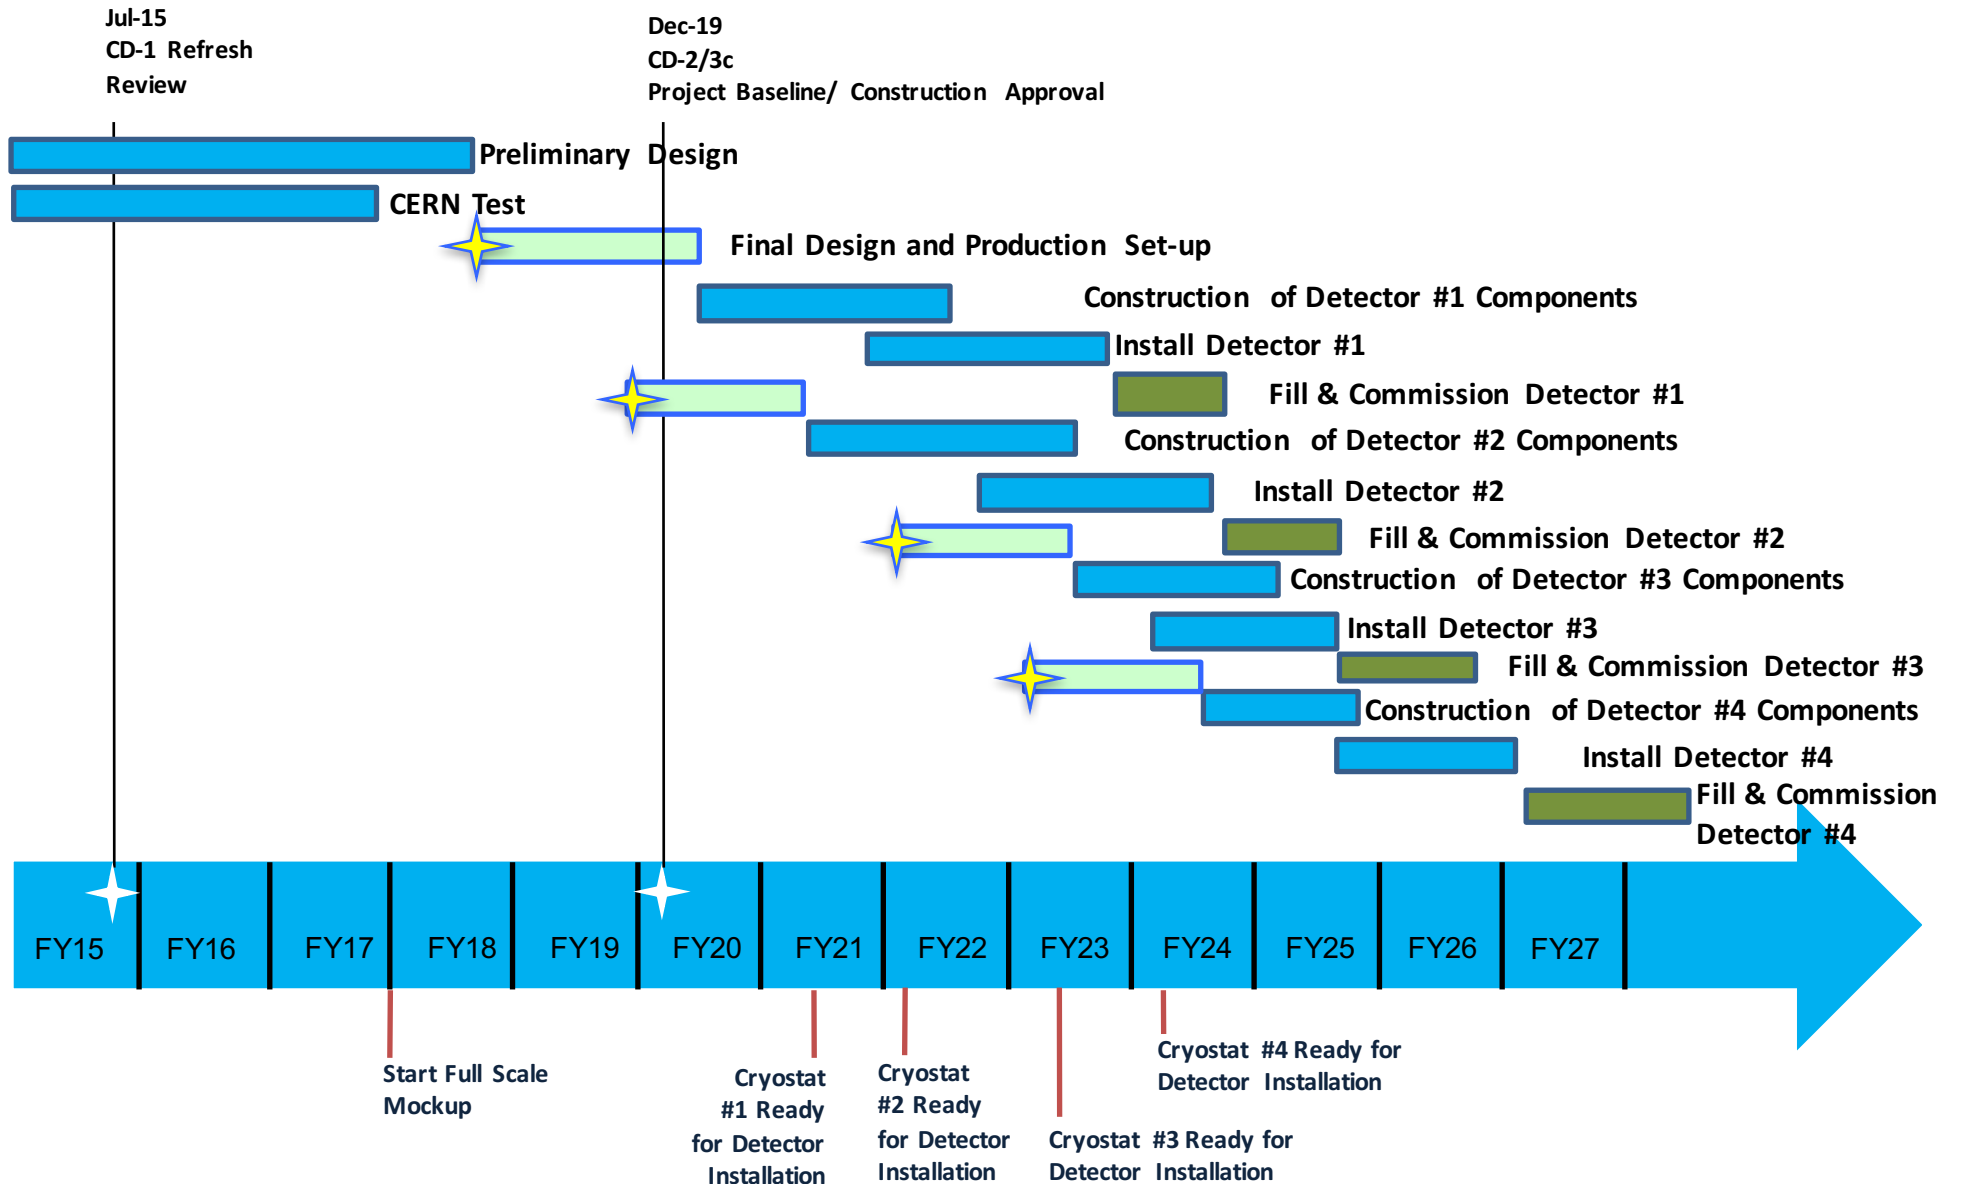 Jul-15
CD-1 Refresh
Review
Dec-19
CD-2/3c
Project Baseline/ Construction Approval
Preliminary Design
CERN Test
Final Design and Production Set-up
Construction of Detector #1 Components
Install Detector #1
Fill & Commission Detector #1
Construction of Detector #2 Components
Install Detector #2
Fill & Commission Detector #2
Construction of Detector #3 Components
Install Detector #3
Fill & Commission Detector #3
Construction of Detector #4 Components
Install Detector #4
Fill & Commission
Detector #4
FY15 FY16 FY17 FY18 FY19 FY20 FY21 FY22 FY23 FY24 FY25 FY26 FY27
Start Full Scale
Mockup
Cryostat
#1 Ready
for Detector
Installation
Cryostat
#2 Ready
for Detector
Installation
Cryostat #3 Ready for
Detector Installation
Cryostat #4 Ready for
Detector Installation